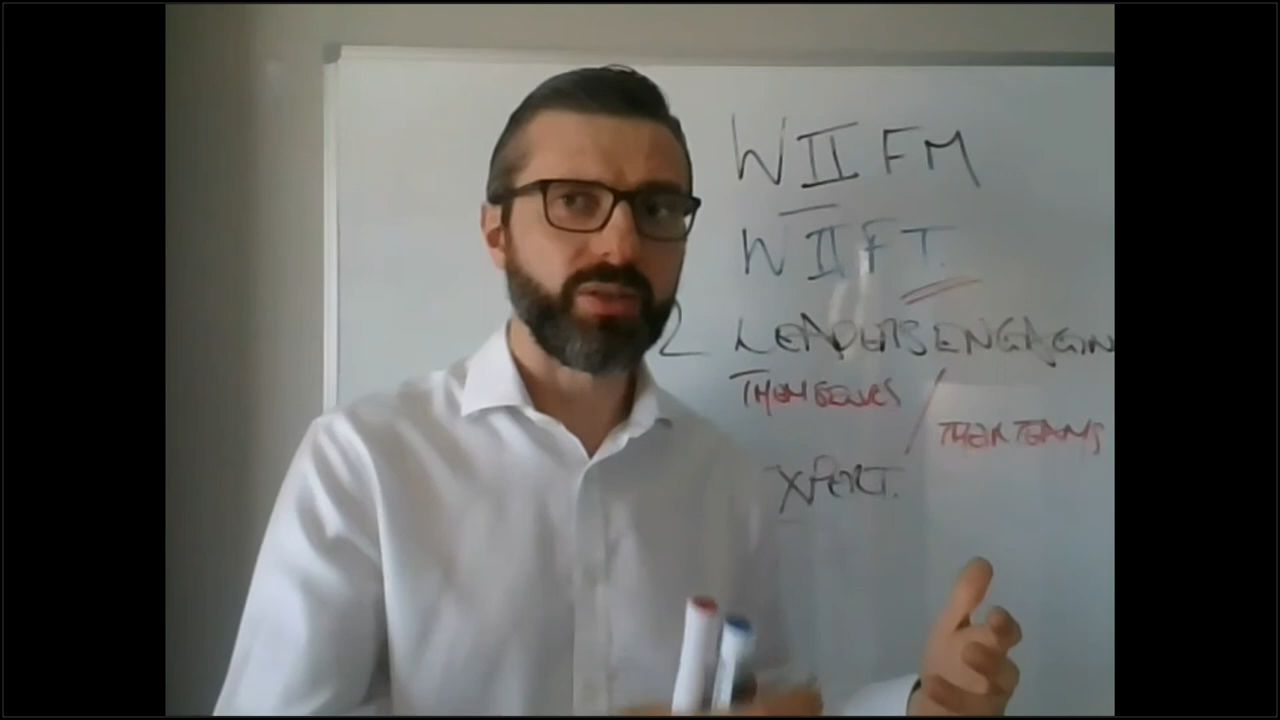 WIIFM
WIIFT.
2 LEADERS ENGAGIN
THEMSELVES / THEIR TEAMS
XPERT.